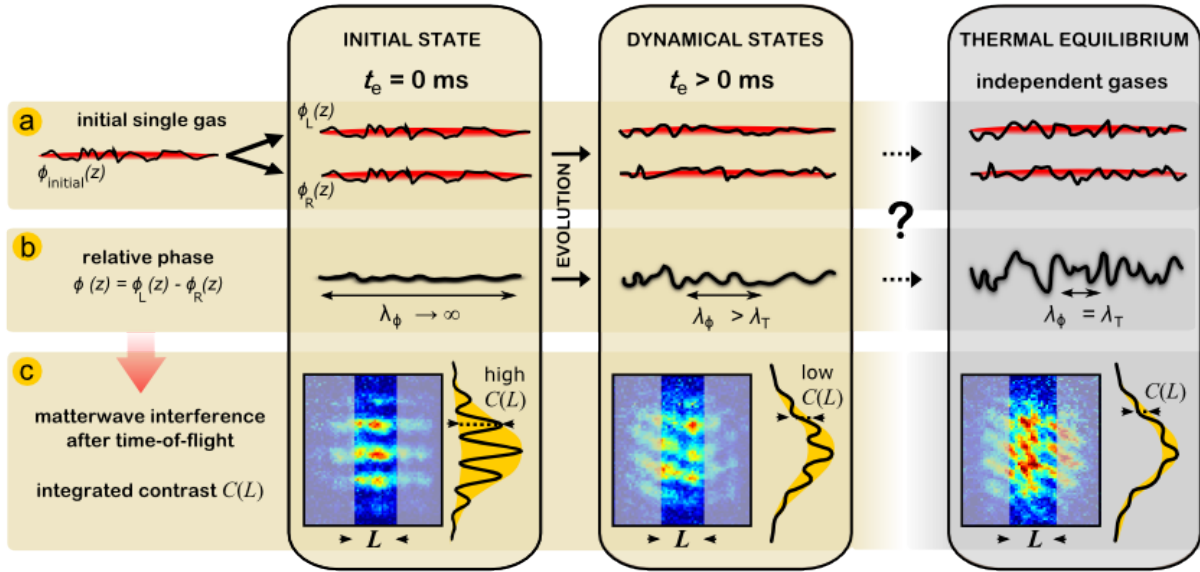 INITIAL STATE
t_e = 0 ms
DYNAMICAL STATES
t_e > 0 ms
THERMAL EQUILIBRIUM
independent gases
a
initial single gas
ϕ_initial(z)
ϕ_L(z)
ϕ_R(z)
EVOLUTION
?
b
relative phase
ϕ (z) = ϕ_L(z) - ϕ_R(z)
λ_ϕ → ∞
λ_ϕ > λ_T
λ_ϕ = λ_T
c
matterwave interference
after time-of-flight
integrated contrast C(L)
high
C(L)
L
low
C(L)
L
C(L)
L